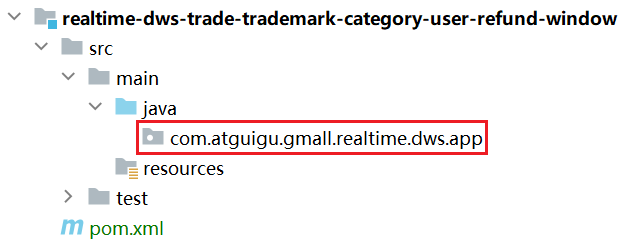 realtime-dws-trade-trademark-category-user-refund-window
src
main
java
com.atguigu.gmall.realtime.dws.app
resources
test
pom.xml